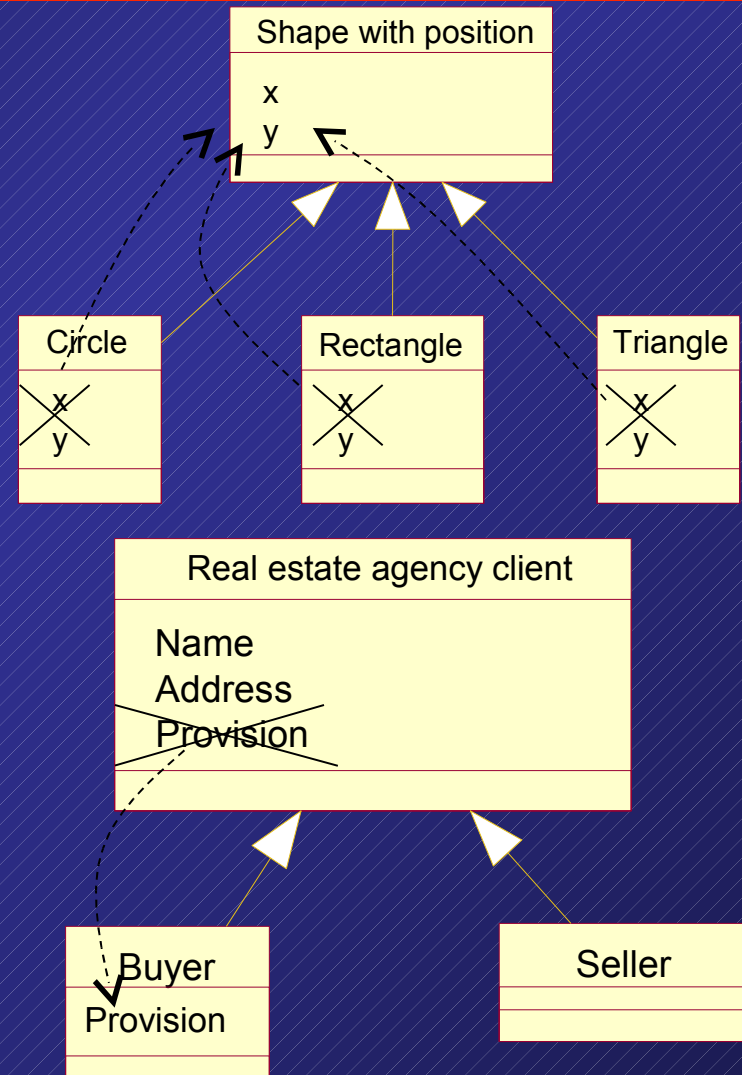 Shape with position
x
y
Circle
x
y
Rectangle
x
y
Triangle
x
y
Real estate agency client
Name
Address
Provision
Buyer
Provision
Seller